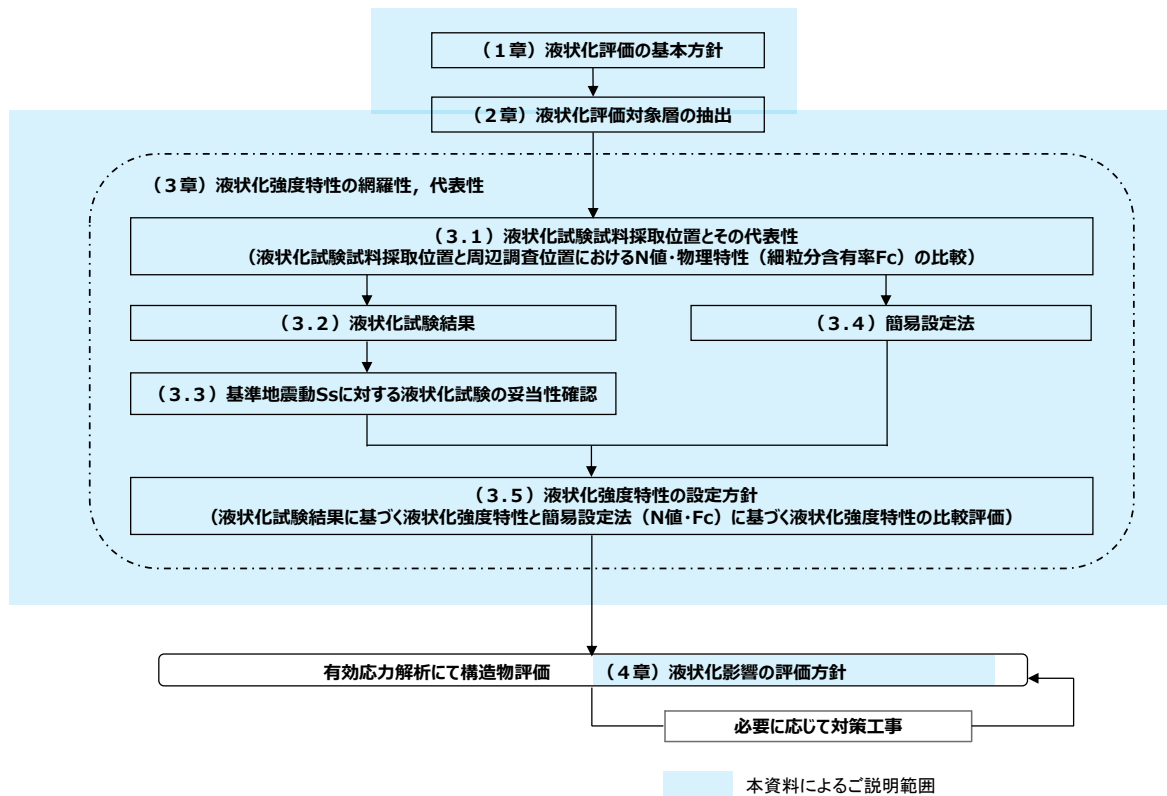 （１章）液状化評価の基本方針
（２章）液状化評価対象層の抽出
（３章）液状化強度特性の網羅性，代表性
（３．１）液状化試験試料採取位置とその代表性
（液状化試験試料採取位置と周辺調査位置におけるN値・物理特性（細粒分含有率Fc）の比較）
（３．２）液状化試験結果
（３．４）簡易設定法
（３．３）基準地震動Ssに対する液状化試験の妥当性確認
（３．５）液状化強度特性の設定方針
（液状化試験結果に基づく液状化強度特性と簡易設定法（N値・Fc）に基づく液状化強度特性の比較評価）
有効応力解析にて構造物評価
（４章）液状化影響の評価方針
必要に応じて対策工事
本資料によるご説明範囲